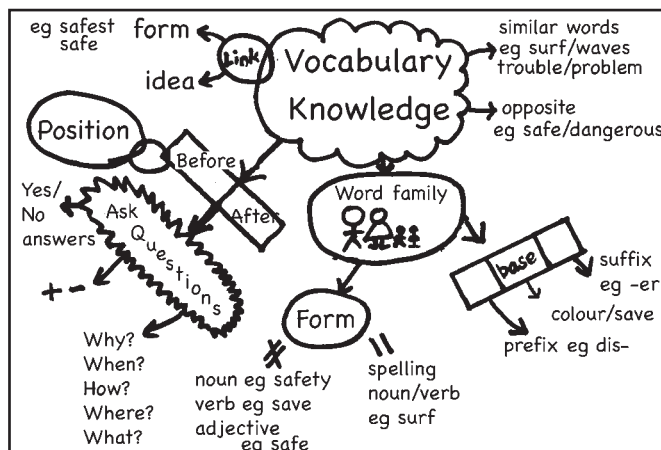 eg safest
safe
form
idea
Link
Vocabulary
Knowledge
similar words
eg surf/waves
trouble/problem
opposite
eg safe/dangerous
Position
Before
After
Yes/
No
answers
Ask
Questions
+ -
Why?
When?
How?
Where?
What?
Word family
base
suffix
eg -er
colour/save
prefix eg dis-
Form
noun eg safety
verb eg save
adjective
eg safe
spelling
noun/verb
eg surf